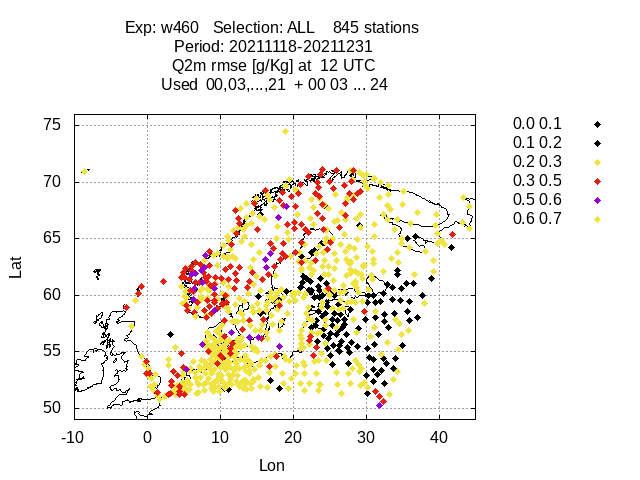 Exp: w460   Selection: ALL    845 stations
Period: 20211118-20211231
Q2m rmse [g/Kg] at  12 UTC
Used  00,03,...,21  + 00 03 ... 24
0.0 0.1
0.1 0.2
0.2 0.3
0.3 0.5
0.5 0.6
0.6 0.7
75
70
65
60
55
50
Lat
-10 0 10 20 30 40
Lon